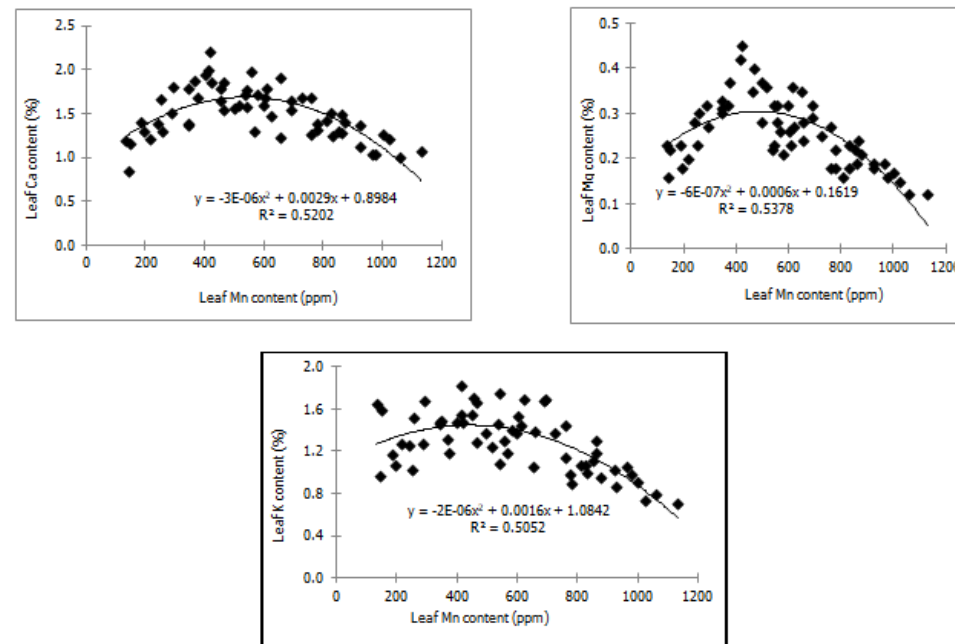 2.5
2.0
1.5
1.0
0.5
0.0
0 200 400 600 800 1000 1200
Leaf Ca content (%)
y = -3E-06x² + 0.0029x + 0.8984
R² = 0.5202
Leaf Mn content (ppm)
0.5
0.4
0.3
0.2
0.1
0.0
0 200 400 600 800 1000 1200
Leaf Mq content (%)
y = -6E-07x² + 0.0006x + 0.1619
R² = 0.5378
Leaf Mn content (ppm)
2.0
1.6
1.2
0.8
0.4
0.0
0 200 400 600 800 1000 1200
Leaf K content (%)
y = -2E-06x² + 0.0016x + 1.0842
R² = 0.5052
Leaf Mn content (ppm)